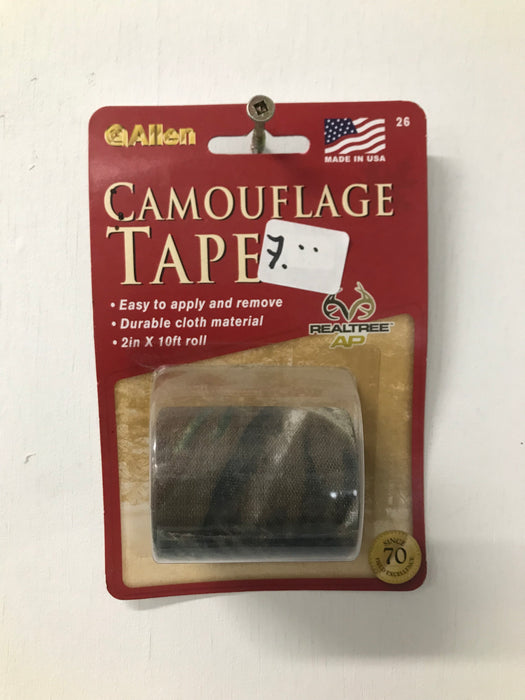 Allen
MADE IN USA
26
CAMOUFLAGE
TAPE
7...
• Easy to apply and remove
• Durable cloth material
• 2in X 10ft roll
REALTREE
AP
SINCE
70